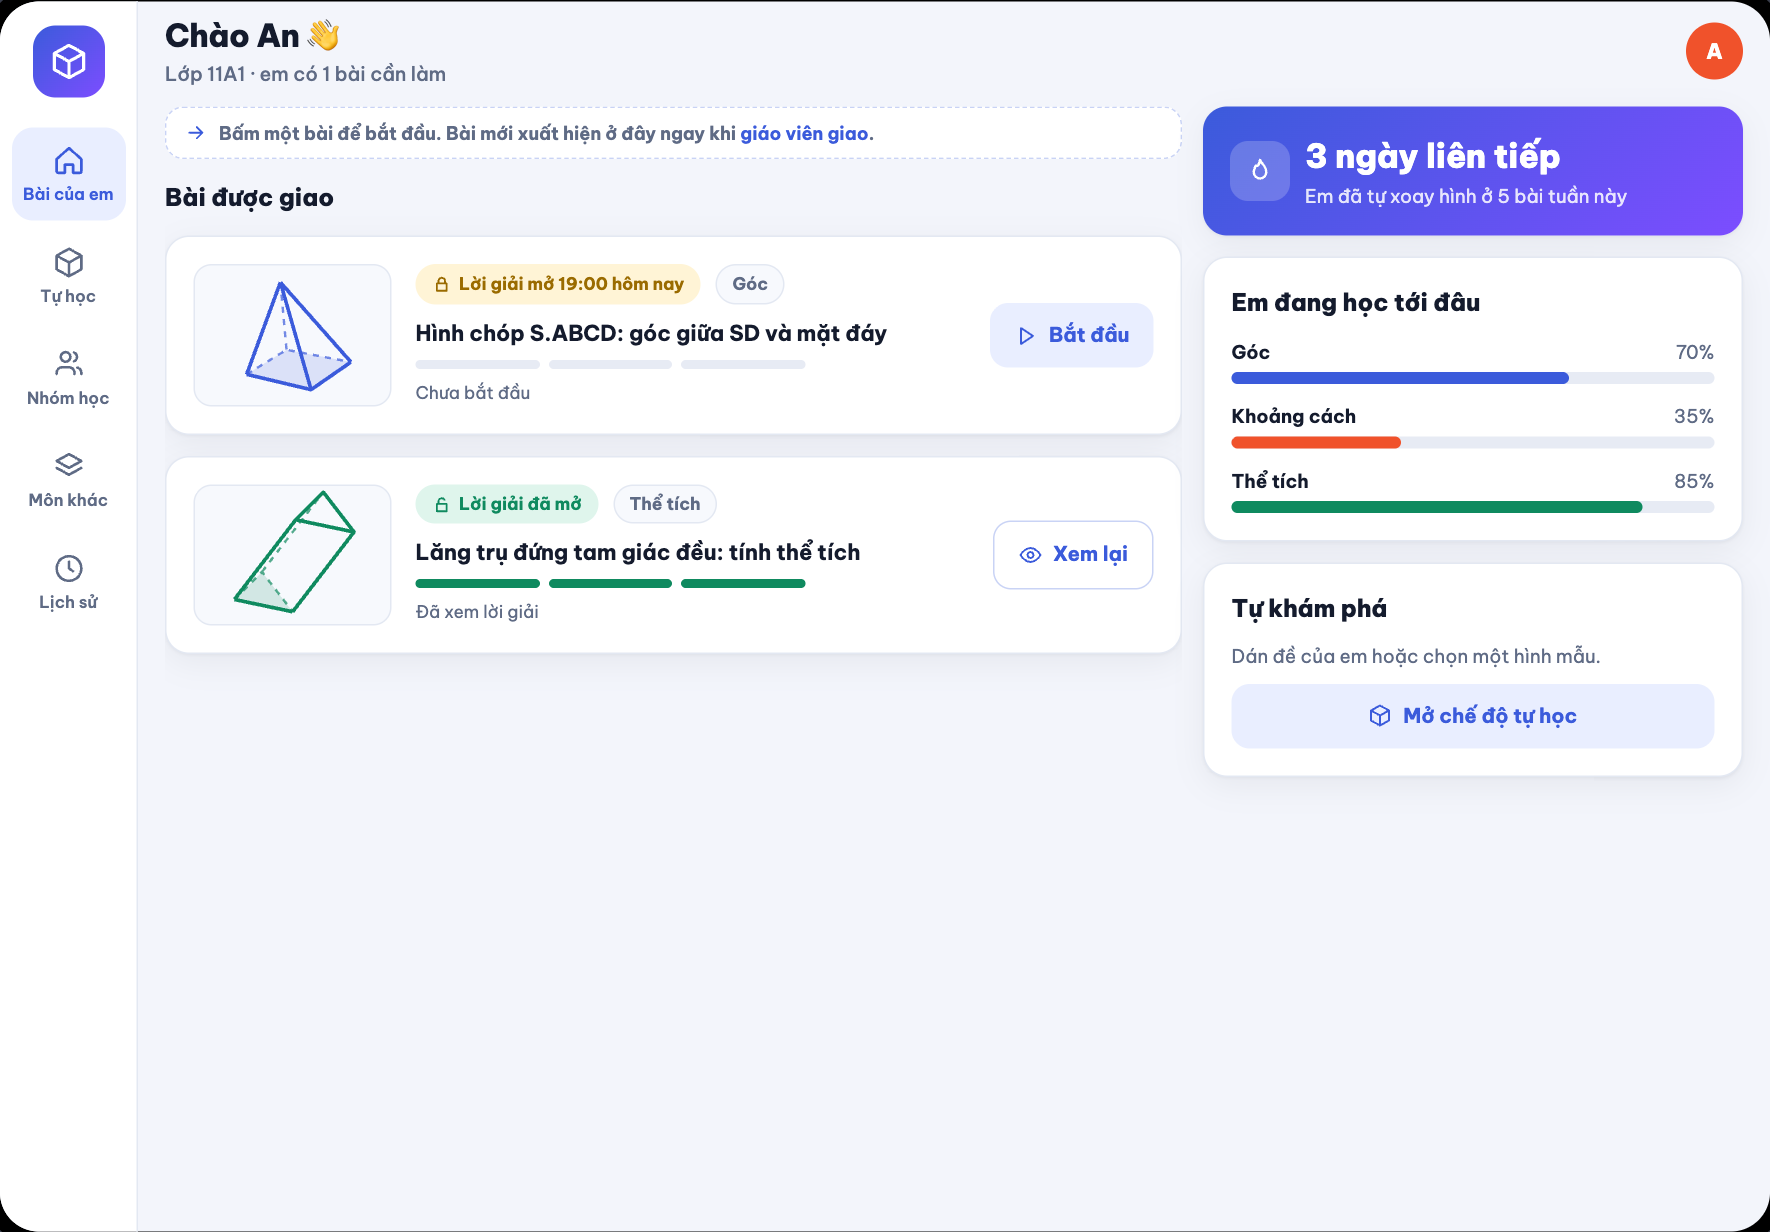 Chào An 👋
Lớp 11A1 · em có 1 bài cần làm
A
Bài của em
Tự học
Nhóm học
Môn khác
Lịch sử
Bấm một bài để bắt đầu. Bài mới xuất hiện ở đây ngay khi giáo viên giao.
Bài được giao
Lời giải mở 19:00 hôm nay
Góc
Hình chóp S.ABCD: góc giữa SD và mặt đáy
Chưa bắt đầu
Bắt đầu
Lời giải đã mở
Thể tích
Lăng trụ đứng tam giác đều: tính thể tích
Đã xem lời giải
Xem lại
3 ngày liên tiếp
Em đã tự xoay hình ở 5 bài tuần này
Em đang học tới đâu
Góc 70%
Khoảng cách 35%
Thể tích 85%
Tự khám phá
Dán đề của em hoặc chọn một hình mẫu.
Mở chế độ tự học